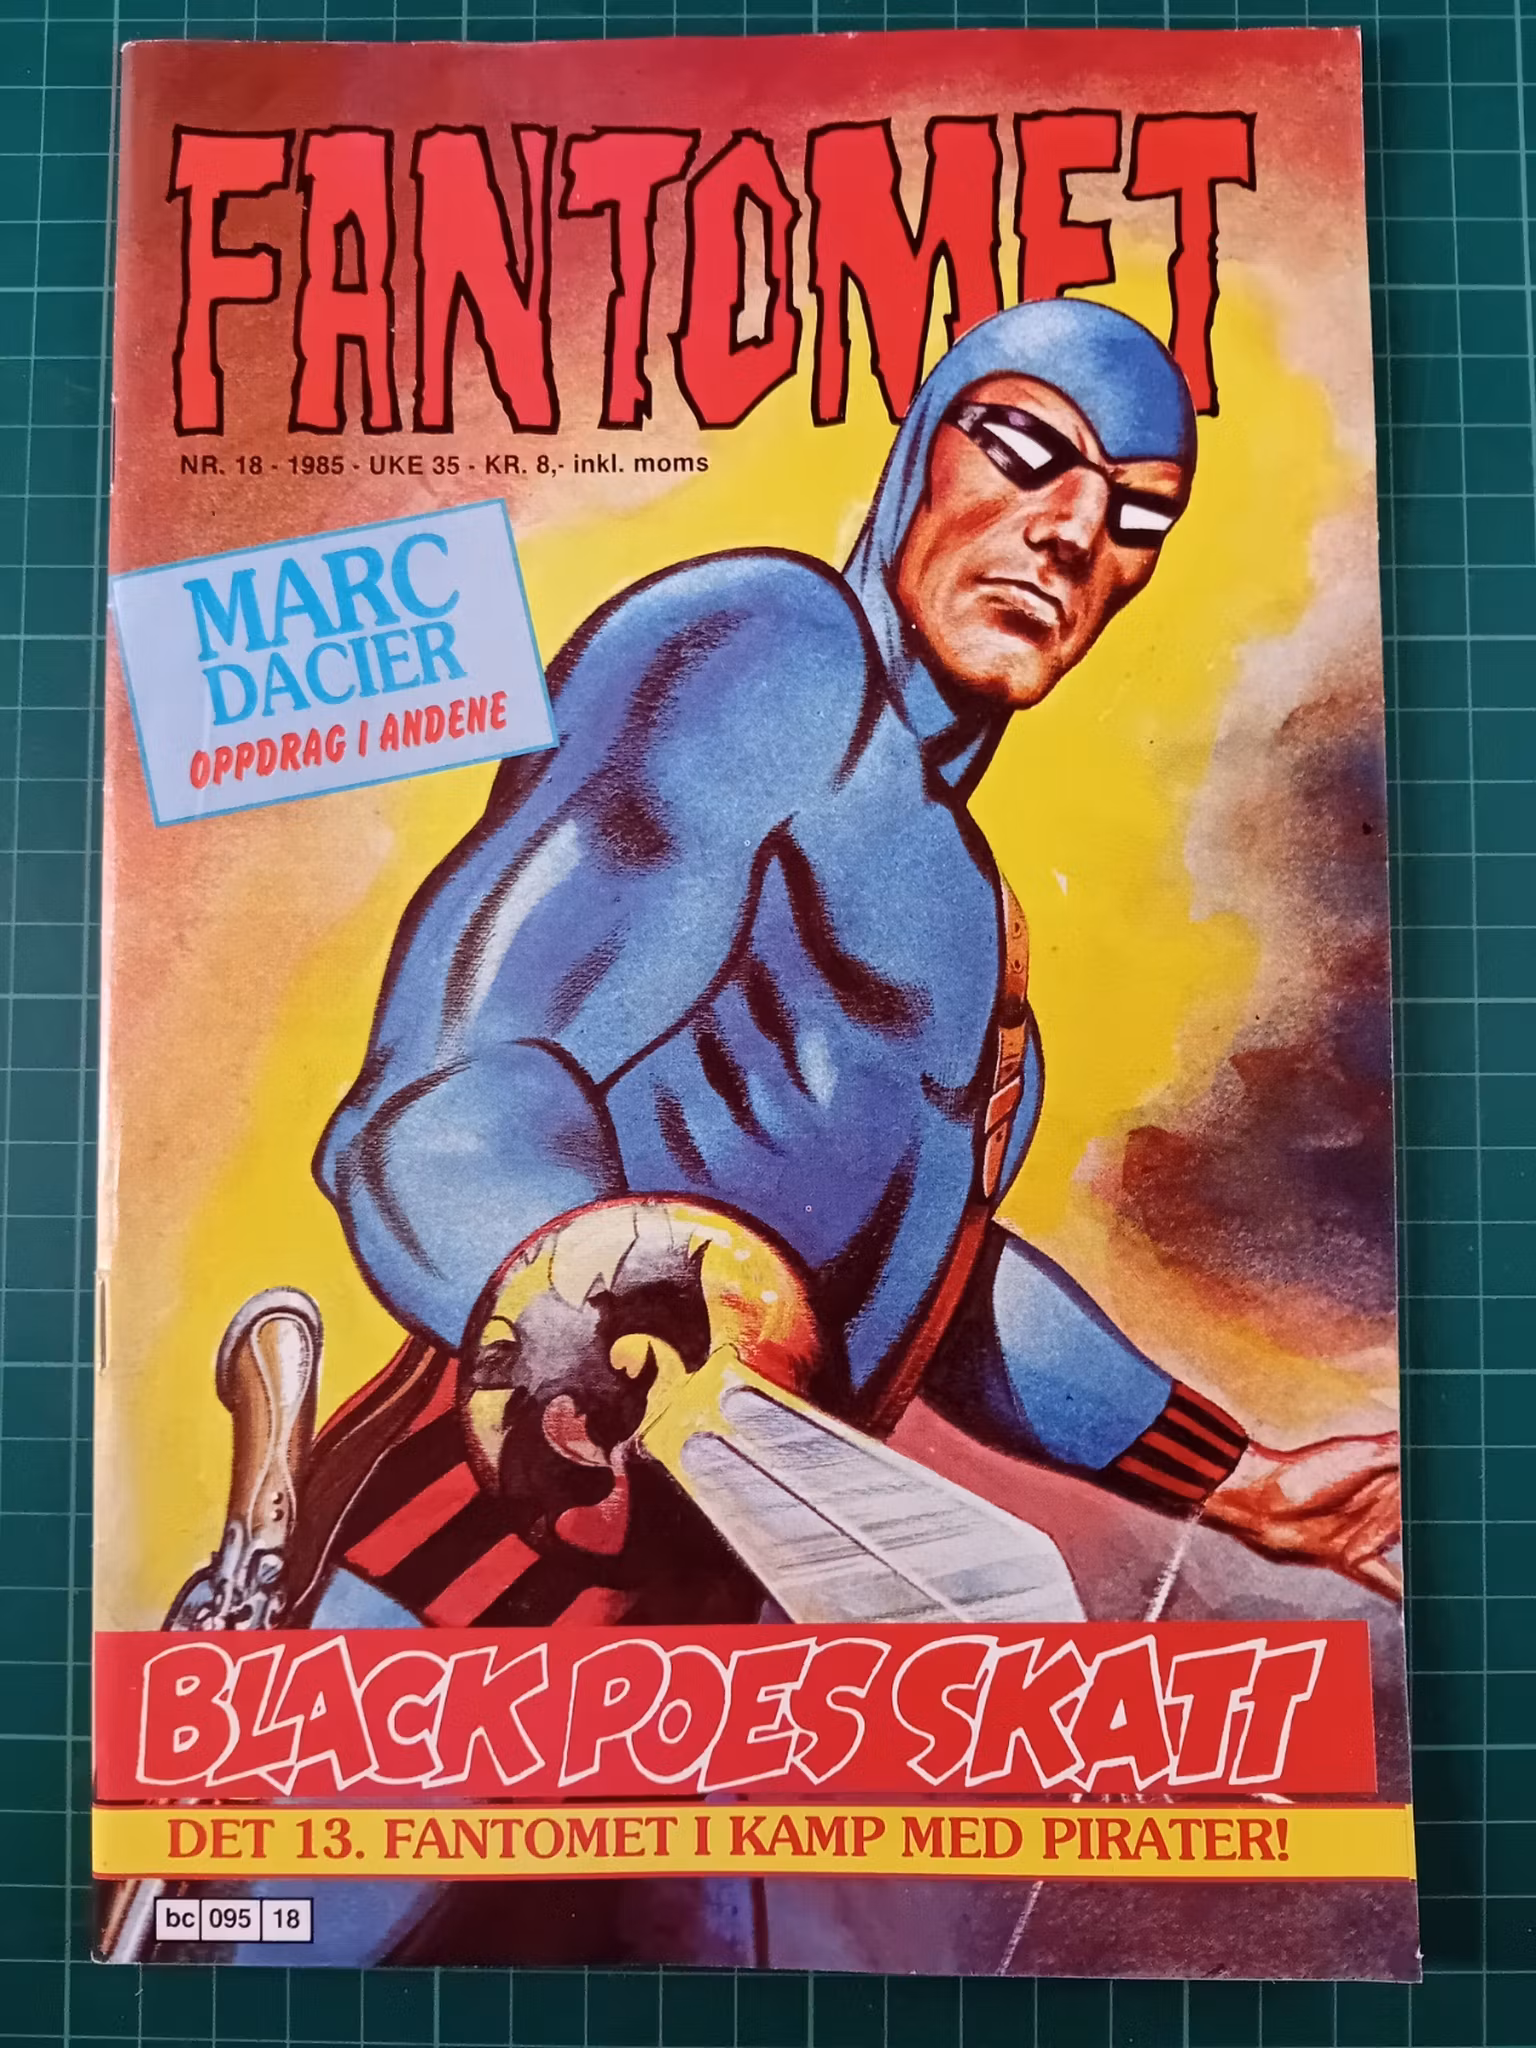 FANTOMET
NR. 18 - 1985 - UKE 35 - KR. 8,- inkl. moms
MARC
DACIER
OPPDRAG I ANDENE
BLACK POES SKATT
DET 13. FANTOMET I KAMP MED PIRATER!
bc 095 18